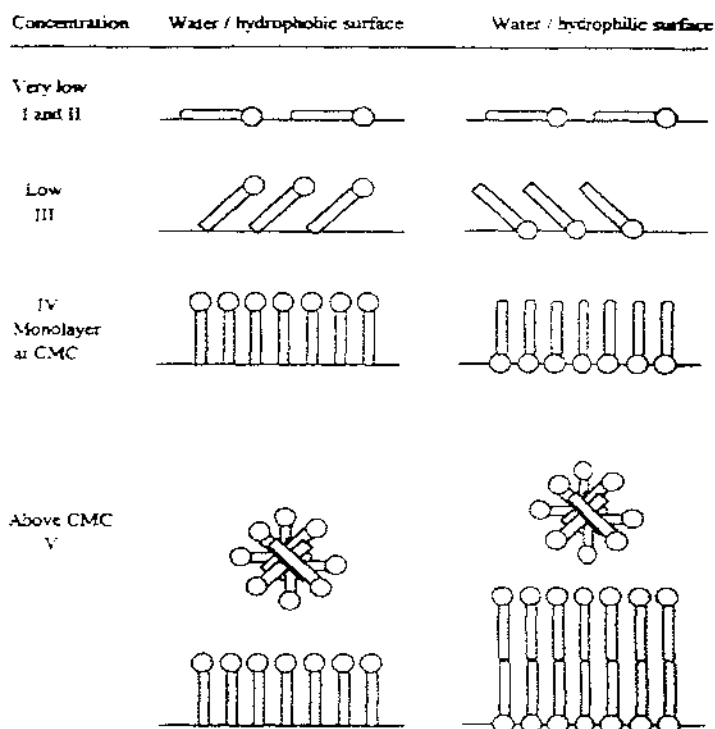 Concentration Water / hydrophobic surface Water / hydrophilic surface
Very low
I and II
Low
III
IV
Monolayer
at CMC
Above CMC
V